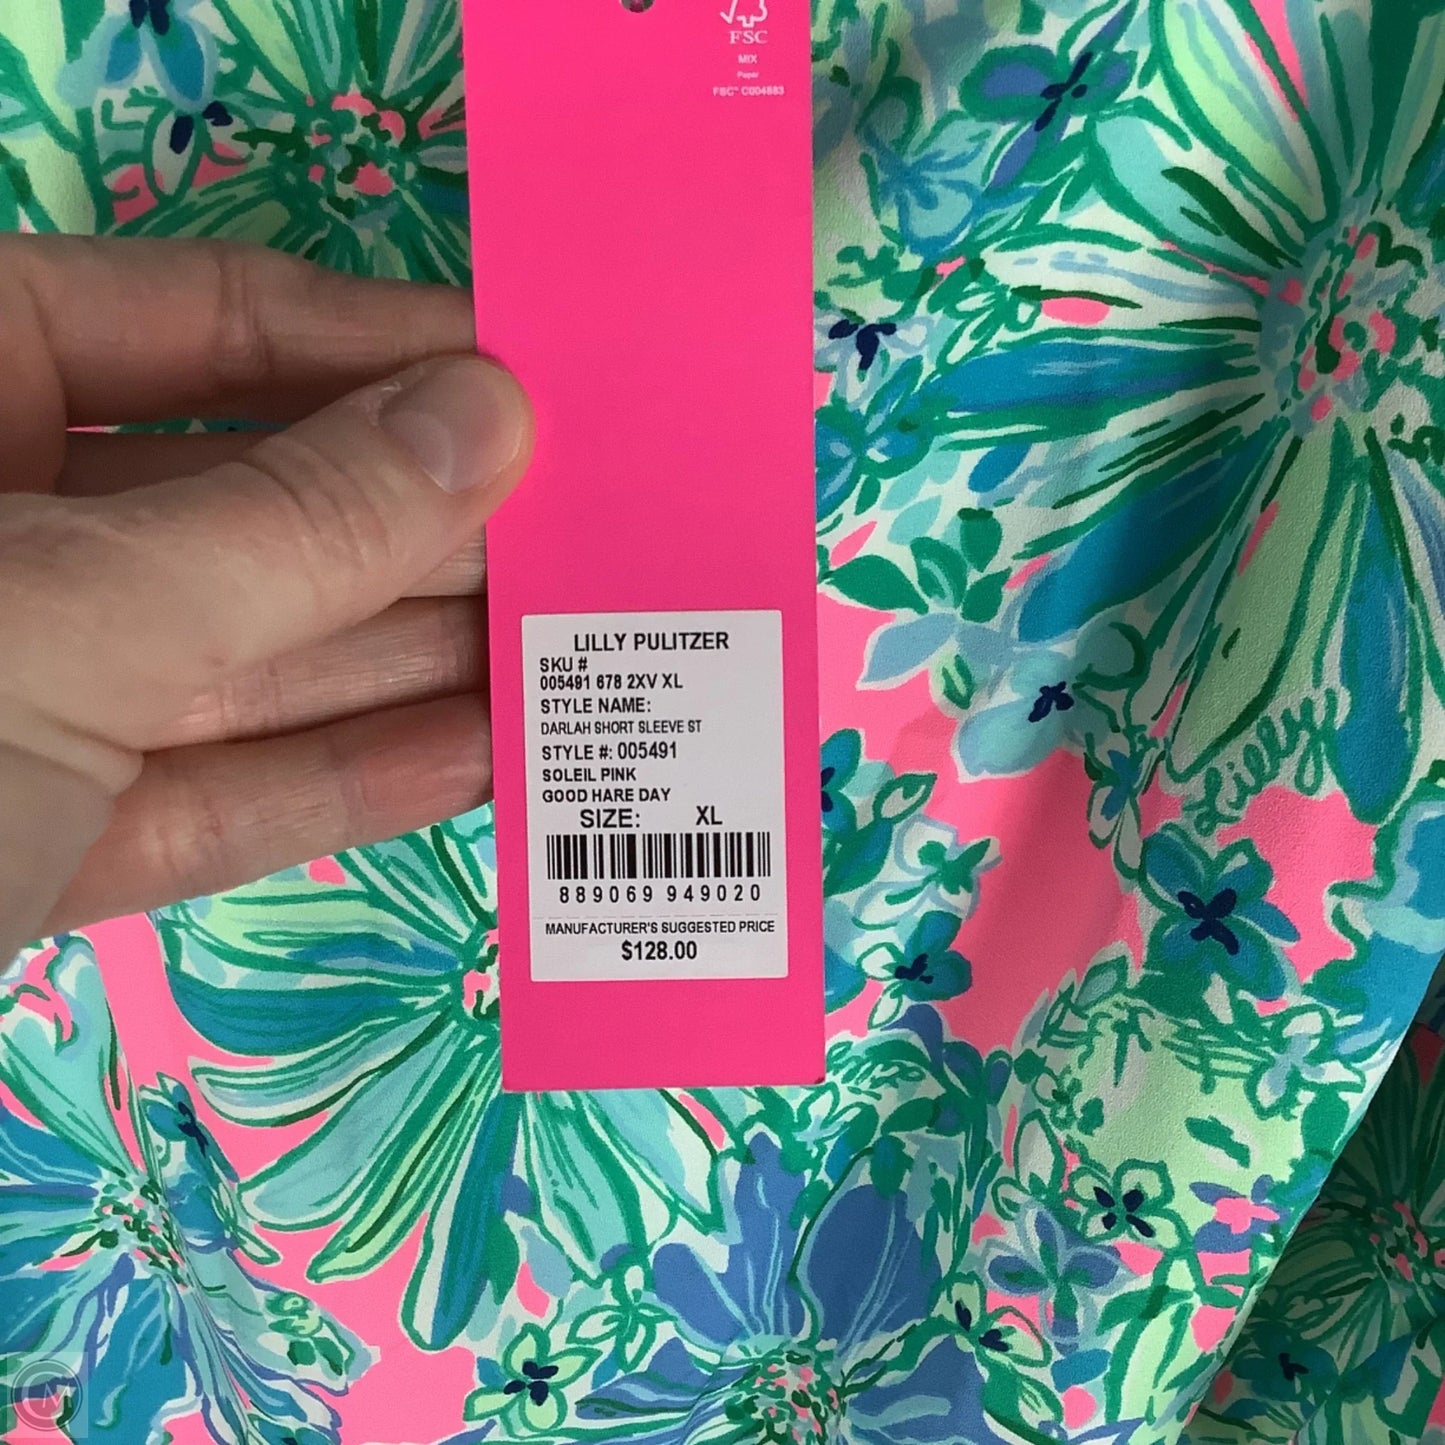 FSC
MIX
Paper
FSC® C004883
LILLY PULITZER
SKU #
005491 678 2XV XL
STYLE NAME:
DARLAH SHORT SLEEVE ST
STYLE #: 005491
SOLEIL PINK
GOOD HARE DAY
SIZE: XL
889069 949020
MANUFACTURER'S SUGGESTED PRICE
$128.00
Lilly
CM